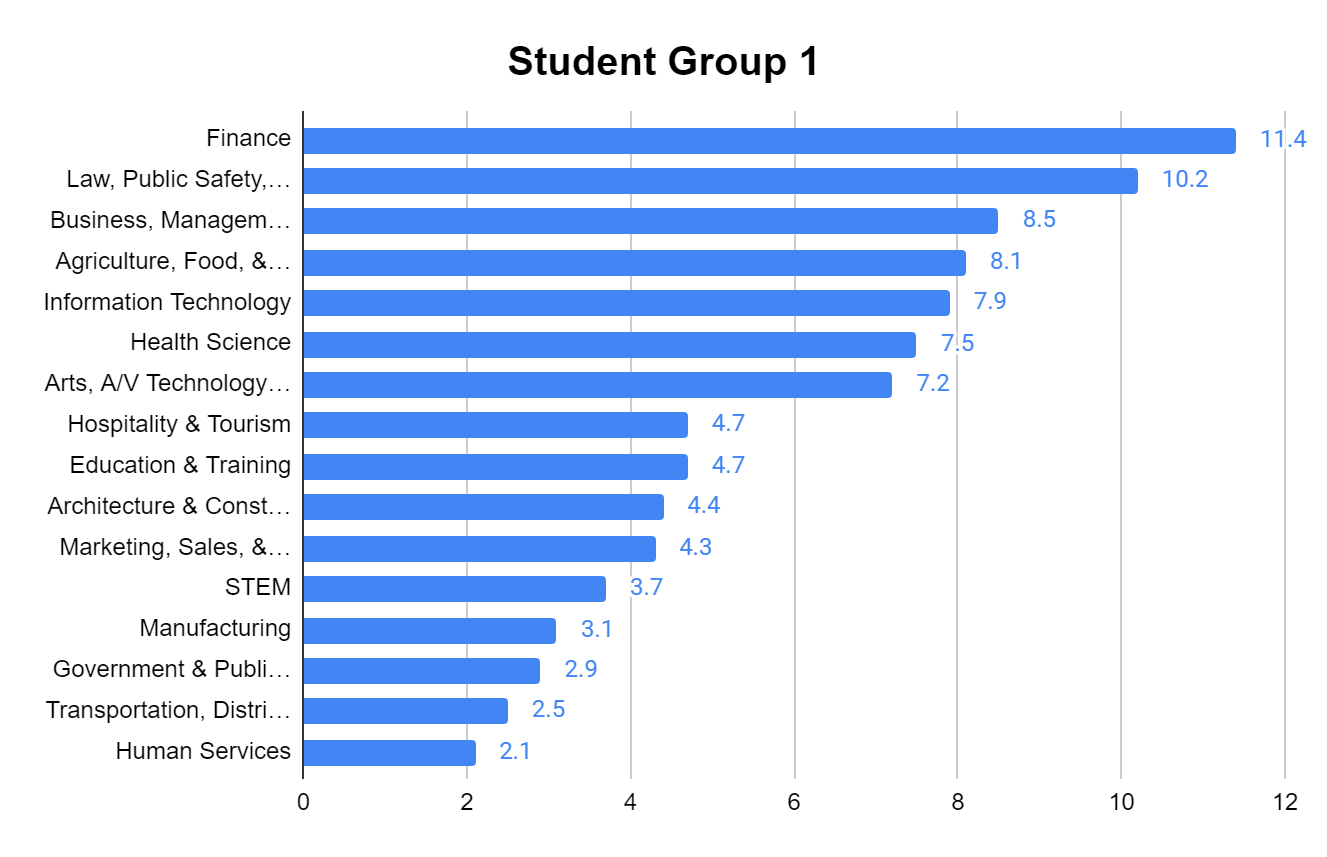 Student Group 1
Finance 11.4
Law, Public Safety,… 10.2
Business, Managem… 8.5
Agriculture, Food, &… 8.1
Information Technology 7.9
Health Science 7.5
Arts, A/V Technology… 7.2
Hospitality & Tourism 4.7
Education & Training 4.7
Architecture & Const… 4.4
Marketing, Sales, &… 4.3
STEM 3.7
Manufacturing 3.1
Government & Publi… 2.9
Transportation, Distri… 2.5
Human Services 2.1
0 2 4 6 8 10 12